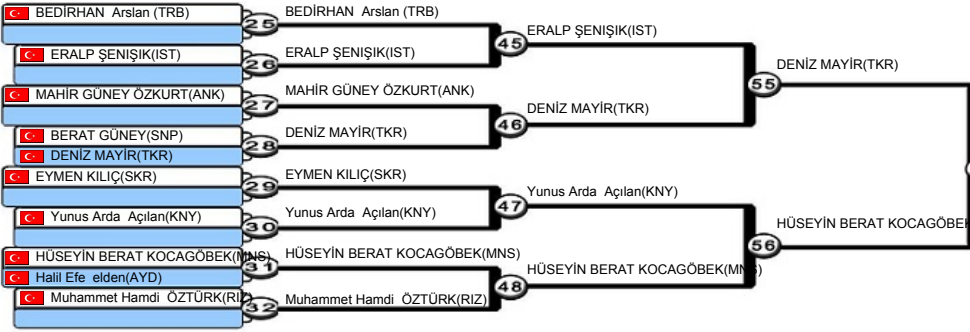 BEDİRHAN Arslan (TRB)
25
BEDİRHAN Arslan (TRB)
ERALP ŞENIŞIK(IST)
26
ERALP ŞENIŞIK(IST)
45
ERALP ŞENIŞIK(IST)
MAHİR GÜNEY ÖZKURT(ANK)
27
MAHİR GÜNEY ÖZKURT(ANK)
BERAT GÜNEY(SNP)
DENİZ MAYİR(TKR)
28
DENİZ MAYİR(TKR)
46
DENİZ MAYİR(TKR)
55
DENİZ MAYİR(TKR)
EYMEN KILIÇ(SKR)
29
EYMEN KILIÇ(SKR)
Yunus Arda Açılan(KNY)
30
Yunus Arda Açılan(KNY)
47
Yunus Arda Açılan(KNY)
HÜSEYİN BERAT KOCAGÖBEK(MNS)
Halil Efe elden(AYD)
31
HÜSEYİN BERAT KOCAGÖBEK(MNS)
Muhammet Hamdi ÖZTÜRK(RIZ)
32
Muhammet Hamdi ÖZTÜRK(RIZ)
48
HÜSEYİN BERAT KOCAGÖBEK(MNS)
56
HÜSEYİN BERAT KOCAGÖBEK